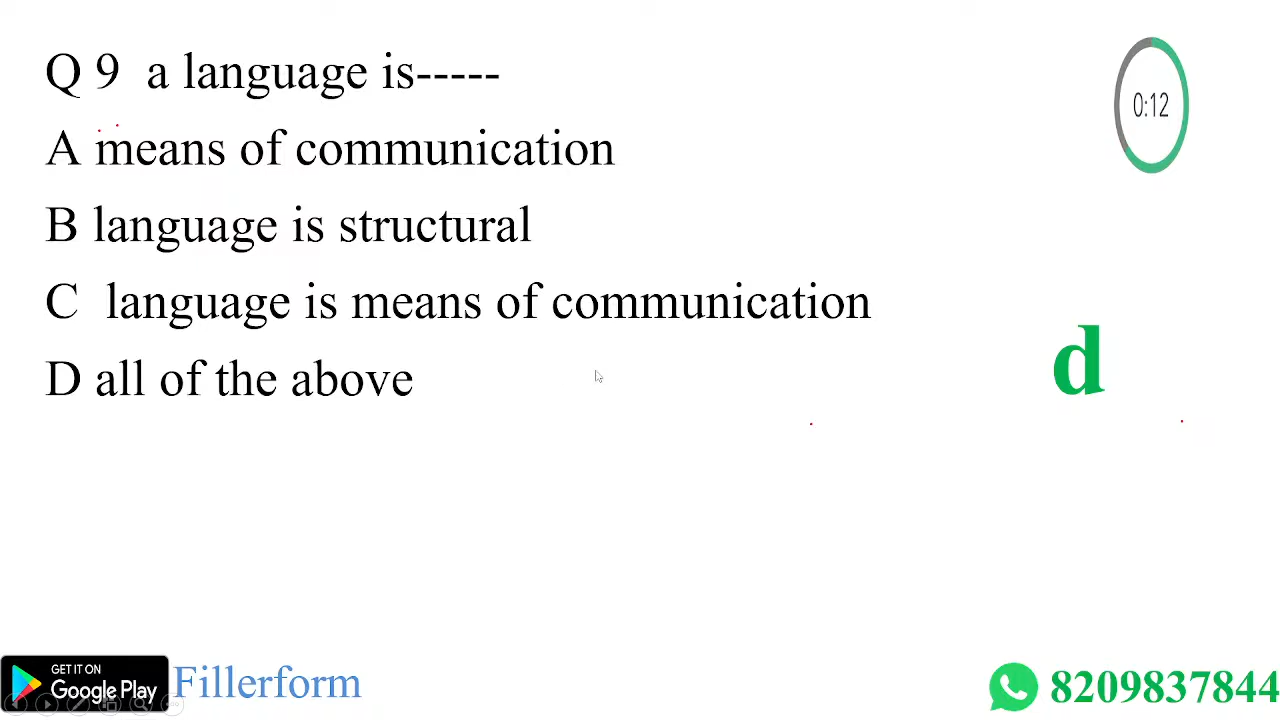 Q 9 a language is-----
0:12
A means of communication
B language is structural
C language is means of communication
D all of the above
d
GET IT ON
Google Play
Fillerform
8209837844